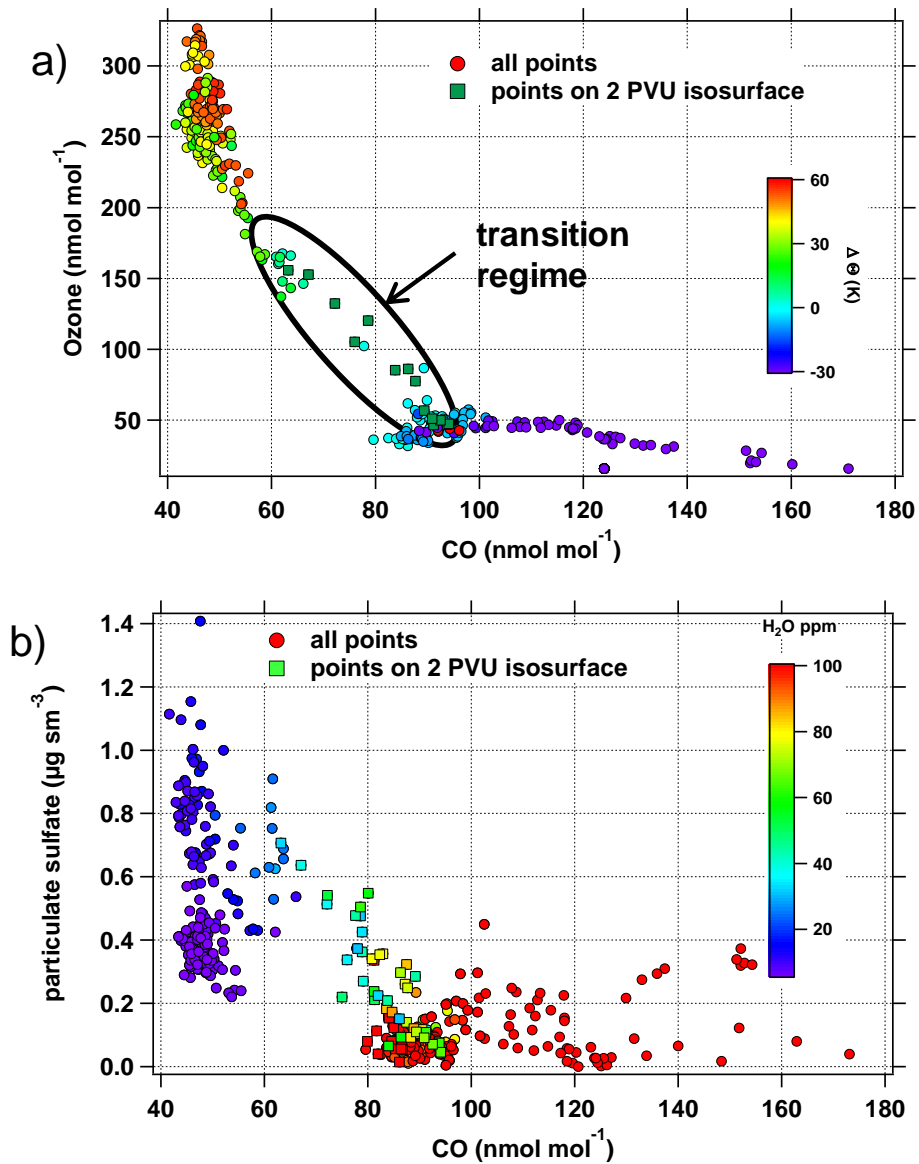 a)
all points
points on 2 PVU isosurface
300
250
200
150
100
50
Ozone (nmol mol⁻¹)
transition
regime
60
30
0
-30
Δ Θ (K)
40 60 80 100 120 140 160 180
CO (nmol mol⁻¹)
b)
all points
points on 2 PVU isosurface
H₂O ppm
100
80
60
40
20
1.4
1.2
1.0
0.8
0.6
0.4
0.2
0.0
particulate sulfate (µg sm⁻³)
40 60 80 100 120 140 160 180
CO (nmol mol⁻¹)